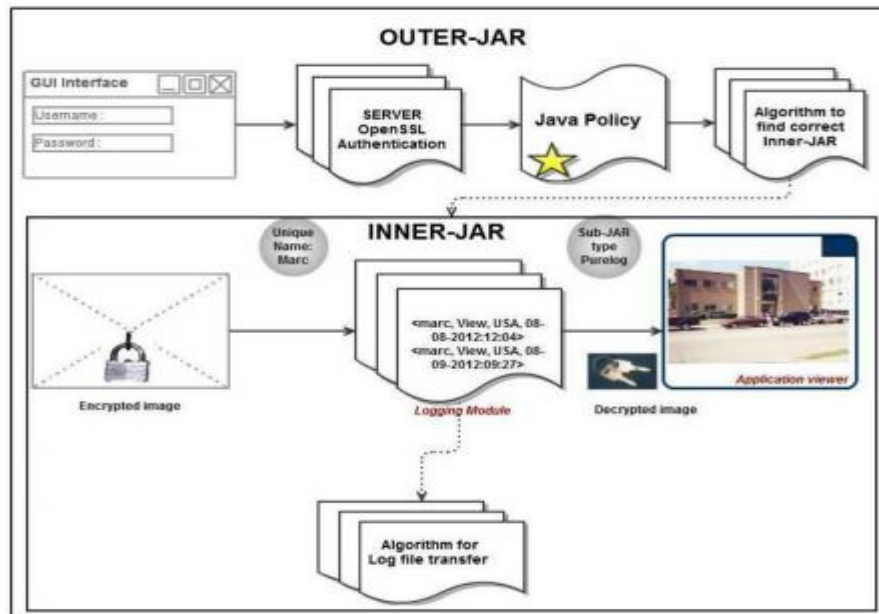 OUTER-JAR
GUI Interface
Username :
Password :
SERVER
OpenSSL
Authentication
Java Policy
Algorithm to
find correct
Inner-JAR
INNER-JAR
Unique
Name:
Marc
Sub-JAR
type
Purelog
<marc, View, USA, 08-
08-2012:12:04>
<marc, View, USA, 08-
09-2012:09:27>
Encrypted image
Logging Module
Decrypted image
Application viewer
Algorithm for
Log file transfer